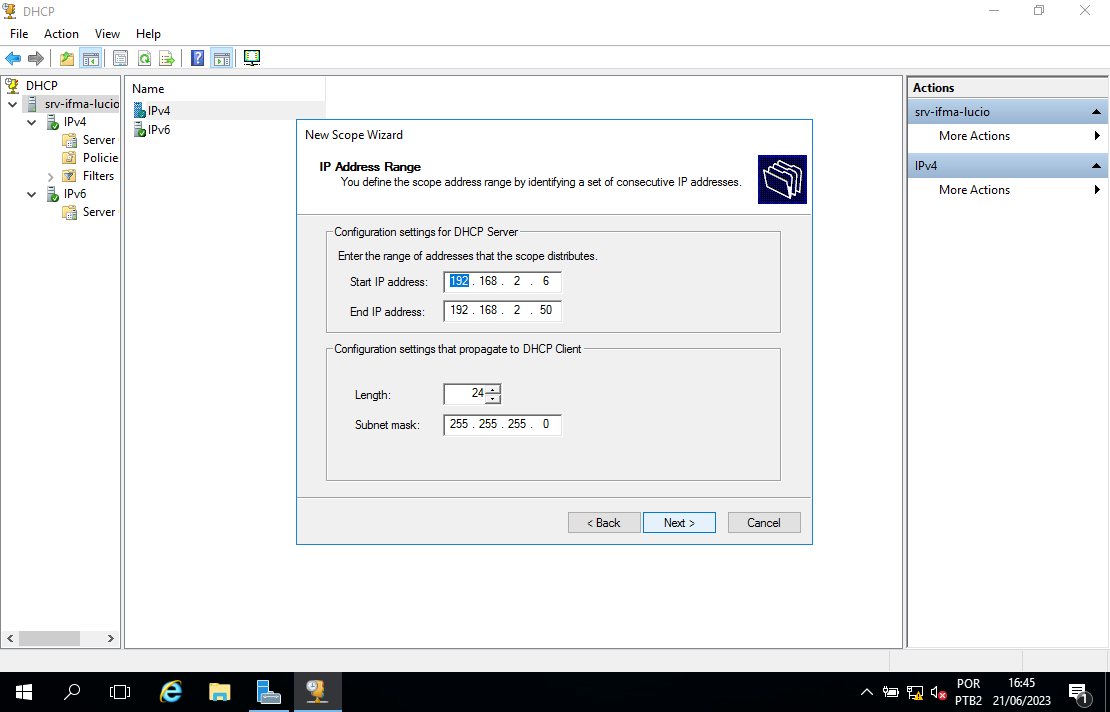 DHCP
File Action View Help
DHCP
srv-ifma-lucio
IPv4
Server
Policie
Filters
IPv6
Server
Name
IPv4
IPv6
New Scope Wizard
IP Address Range
You define the scope address range by identifying a set of consecutive IP addresses.
Configuration settings for DHCP Server
Enter the range of addresses that the scope distributes.
Start IP address: 192 . 168 . 2 . 6
End IP address: 192 . 168 . 2 . 50
Configuration settings that propagate to DHCP Client
Length: 24
Subnet mask: 255 . 255 . 255 . 0
< Back Next > Cancel
Actions
srv-ifma-lucio
More Actions
IPv4
More Actions
POR
PTB2
16:45
21/06/2023
1